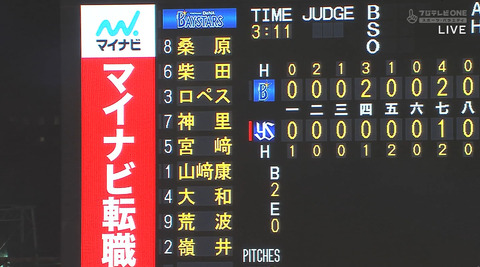 マイナビ
マイナビ転職
DeNA
BAYSTARS
8 桑原
6 柴田
3 ロペス
7 神里
5 宮﨑
1 山﨑康
4 大和
9 荒波
2 嶺井
TIME JUDGE
3:11
B
S
O
フジテレビONE
LIVE
H 0 2 1 3 1 0 4 0
B 0 0 0 2 0 0 2 0
一 二 三 四 五 六 七 八
YS 0 0 0 0 0 0 1 0
H 1 0 0 2 0 1 2 0
B 2
E 0
PITCHES